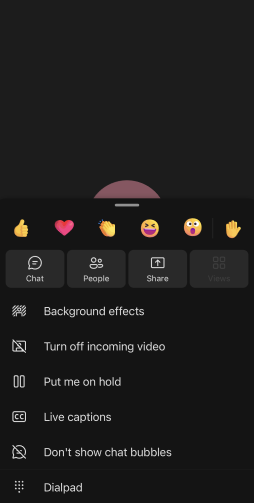 Chat
People
Share
Views
Background effects
Turn off incoming video
Put me on hold
CC
Live captions
Don't show chat bubbles
Dialpad